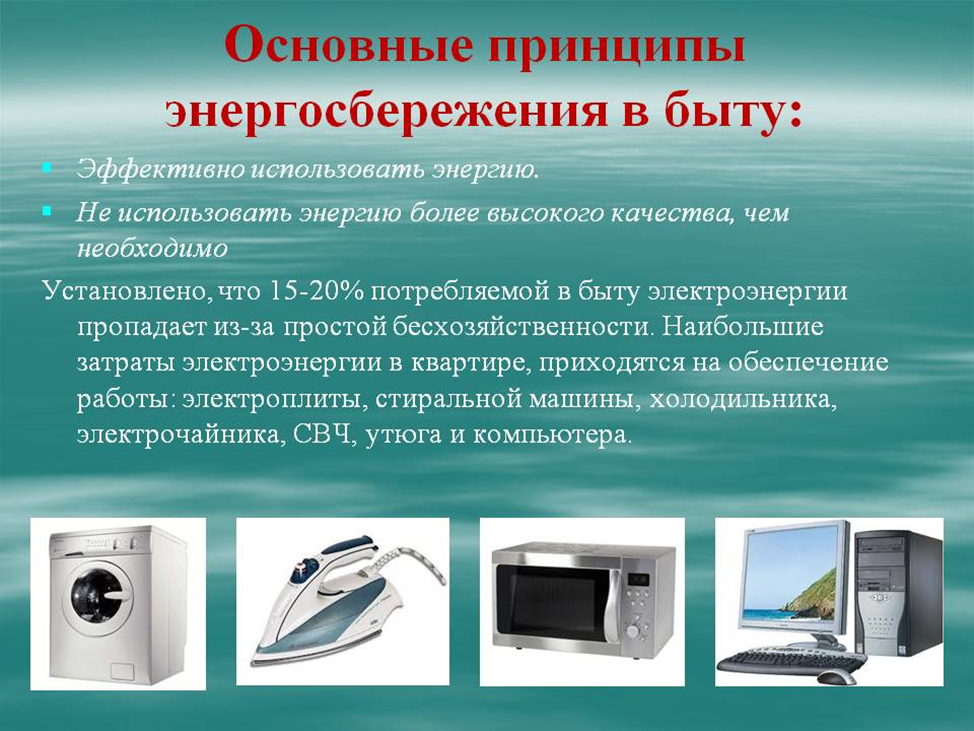 Основные принципы
энергосбережения в быту:
Эффективно использовать энергию.
Не использовать энергию более высокого качества, чем
необходимо
Установлено, что 15-20% потребляемой в быту электроэнергии
пропадает из-за простой бесхозяйственности. Наибольшие
затраты электроэнергии в квартире, приходятся на обеспечение
работы: электроплиты, стиральной машины, холодильника,
электрочайника, СВЧ, утюга и компьютера.